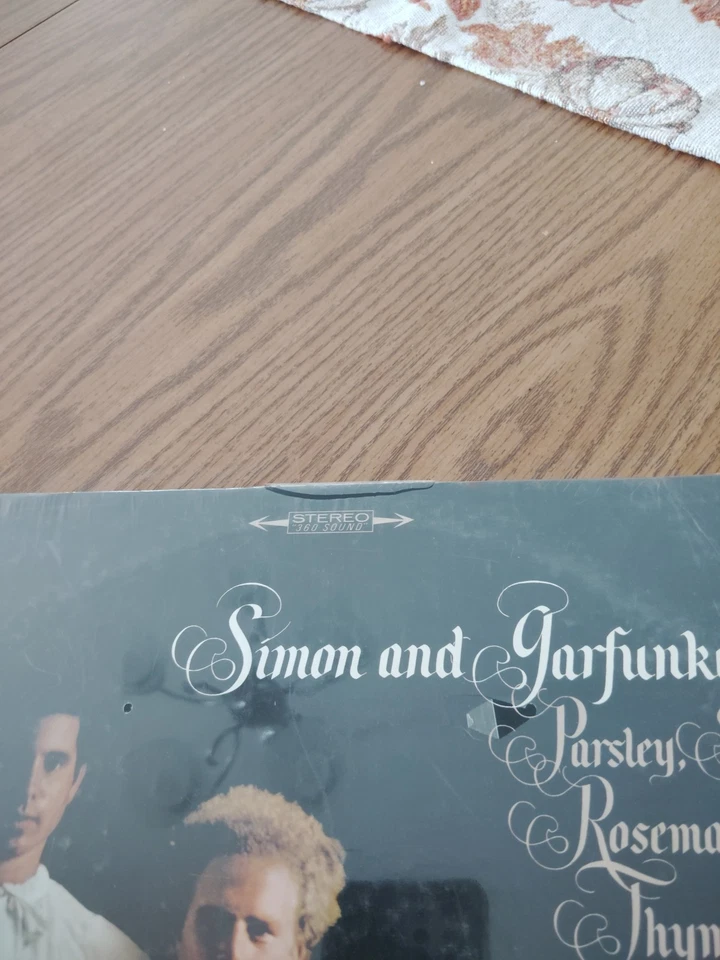 STEREO
"360 SOUND"
Simon and Garfunk
Parsley, S
Rosema
Thym